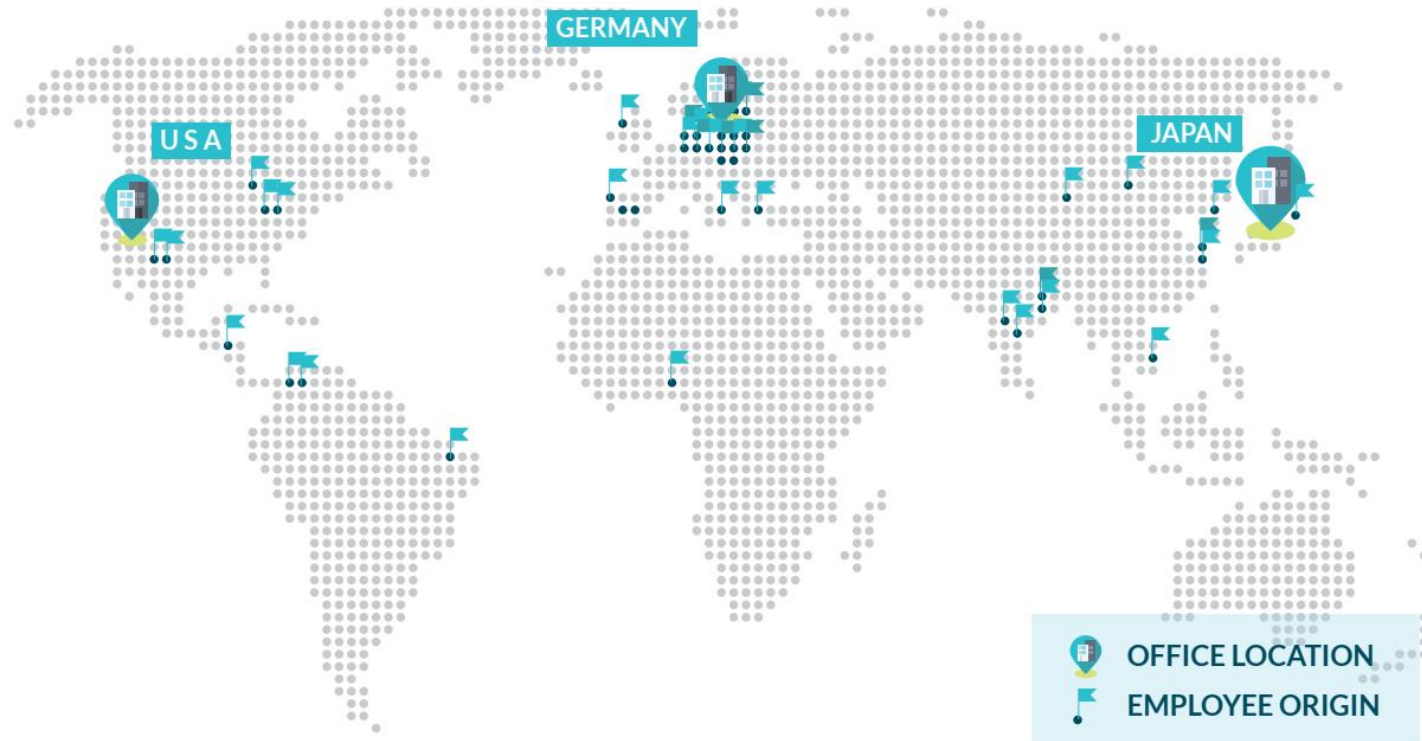 GERMANY
USA
JAPAN
OFFICE LOCATION
EMPLOYEE ORIGIN